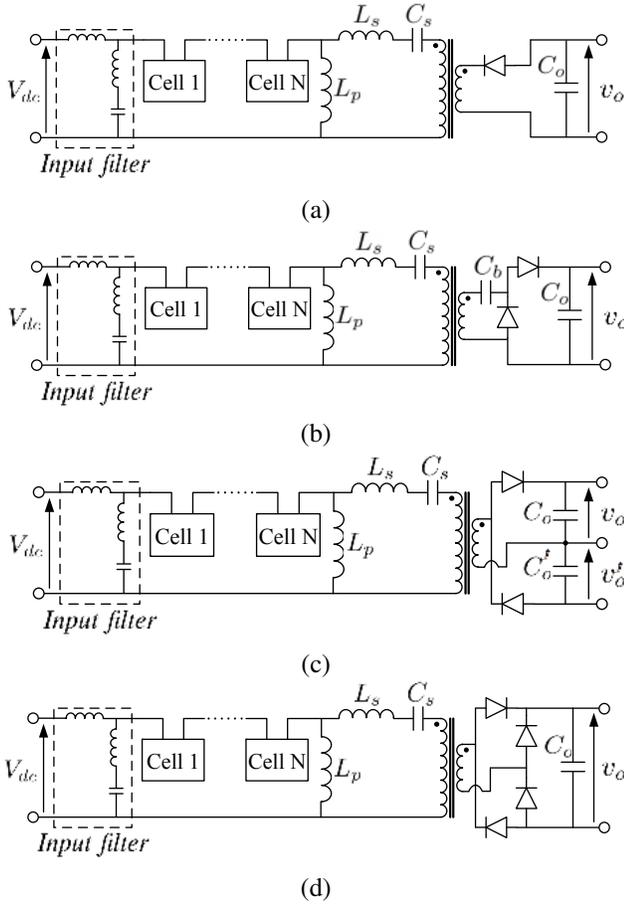 L_s C_s
V_dc Cell 1 Cell N L_p C_o v_o
Input filter
(a)
L_s C_s C_b
V_dc Cell 1 Cell N L_p C_o v_o
Input filter
(b)
L_s C_s
C_o v_o
V_dc Cell 1 Cell N L_p
C_o' v_o'
Input filter
(c)
L_s C_s
V_dc Cell 1 Cell N L_p C_o v_o
Input filter
(d)